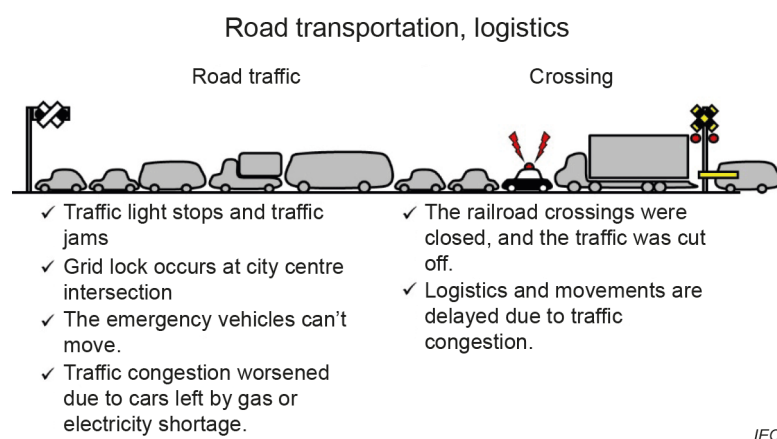 Road transportation, logistics
Road traffic
Crossing
✓ Traffic light stops and traffic
jams
✓ Grid lock occurs at city centre
intersection
✓ The emergency vehicles can't
move.
✓ Traffic congestion worsened
due to cars left by gas or
electricity shortage.
✓ The railroad crossings were
closed, and the traffic was cut
off.
✓ Logistics and movements are
delayed due to traffic
congestion.